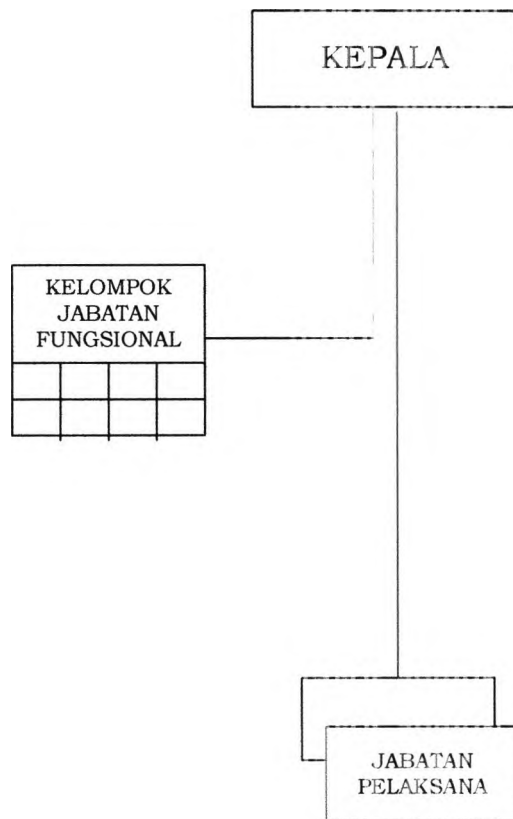 KEPALA
KELOMPOK
JABATAN
FUNGSIONAL
JABATAN
PELAKSANA